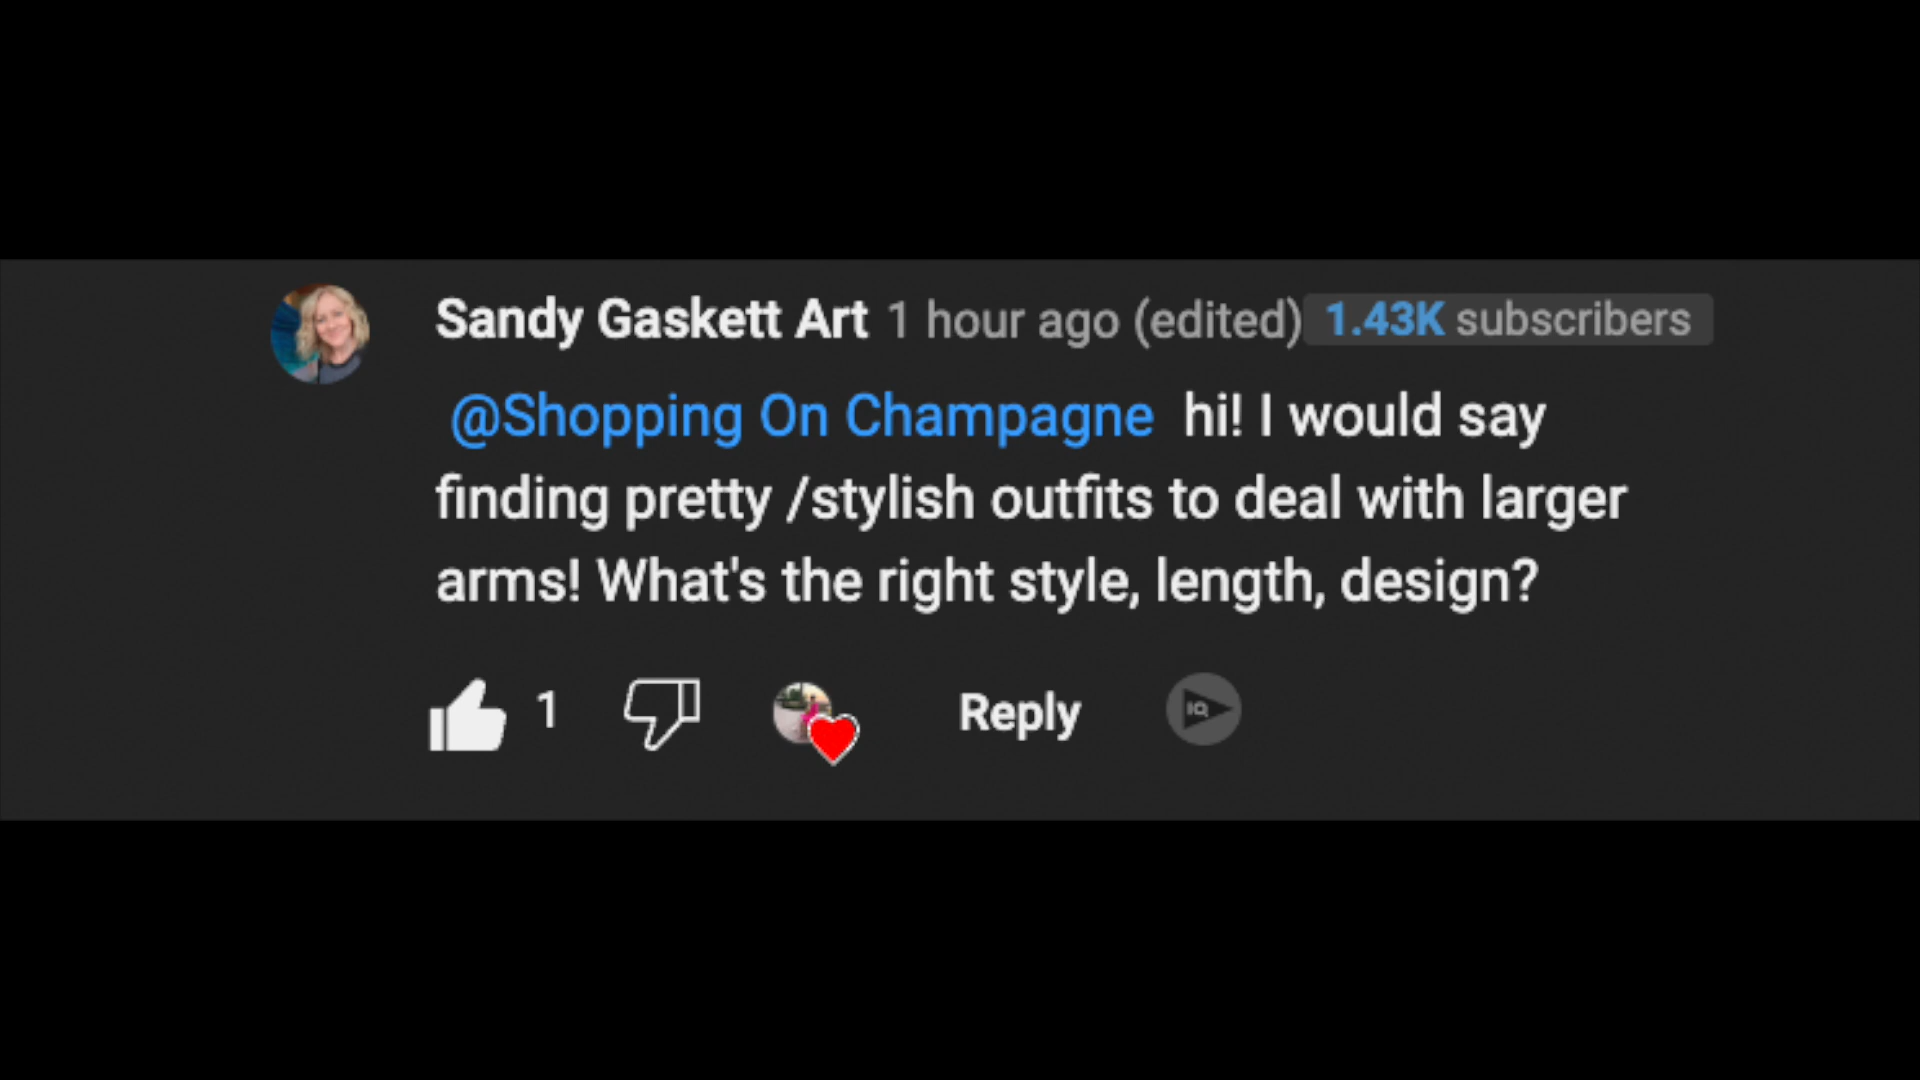 Sandy Gaskett Art 1 hour ago (edited) 1.43K subscribers
@Shopping On Champagne hi! I would say
finding pretty /stylish outfits to deal with larger
arms! What's the right style, length, design?
1 Reply IQ